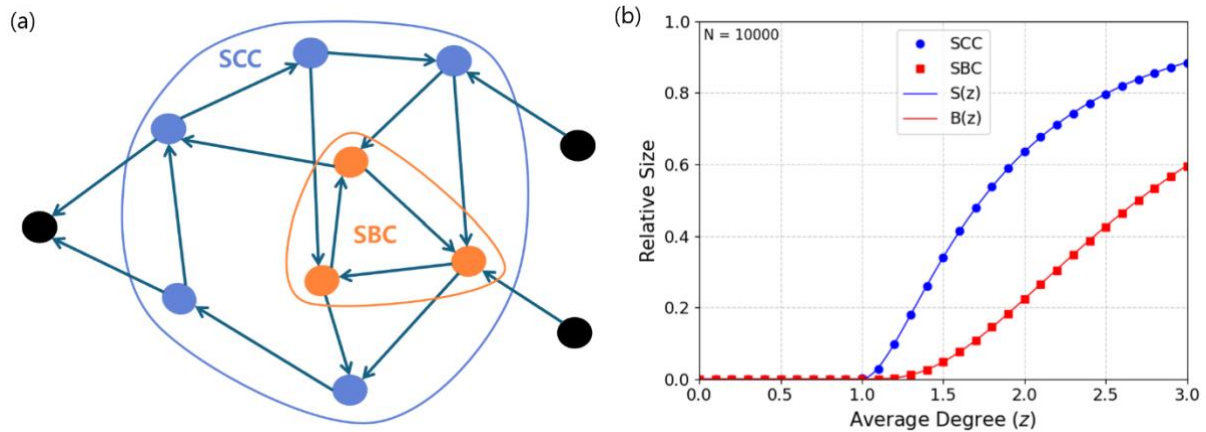 (a)
SCC
SBC
(b)
N = 10000
SCC
SBC
S(z)
B(z)
1.0
0.8
0.6
0.4
0.2
0.0
Relative Size
0.0 0.5 1.0 1.5 2.0 2.5 3.0
Average Degree (z)